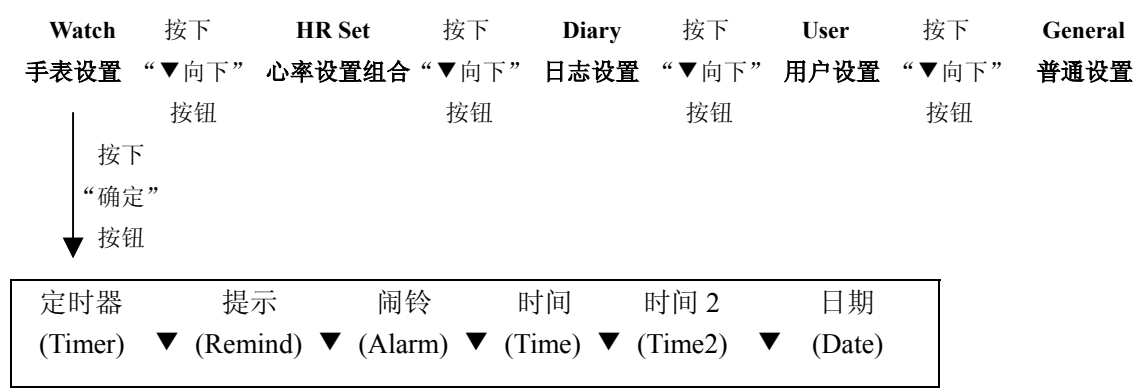 Watch 按下 HR Set 按下 Diary 按下 User 按下 General
手表设置 “▼向下” 心率设置组合 “▼向下” 日志设置 “▼向下” 用户设置 “▼向下” 普通设置
按钮 按钮 按钮 按钮
按下
“确定”
按钮
定时器 提示 闹铃 时间 时间 2 日期
(Timer) ▼ (Remind) ▼ (Alarm) ▼ (Time) ▼ (Time2) ▼ (Date)